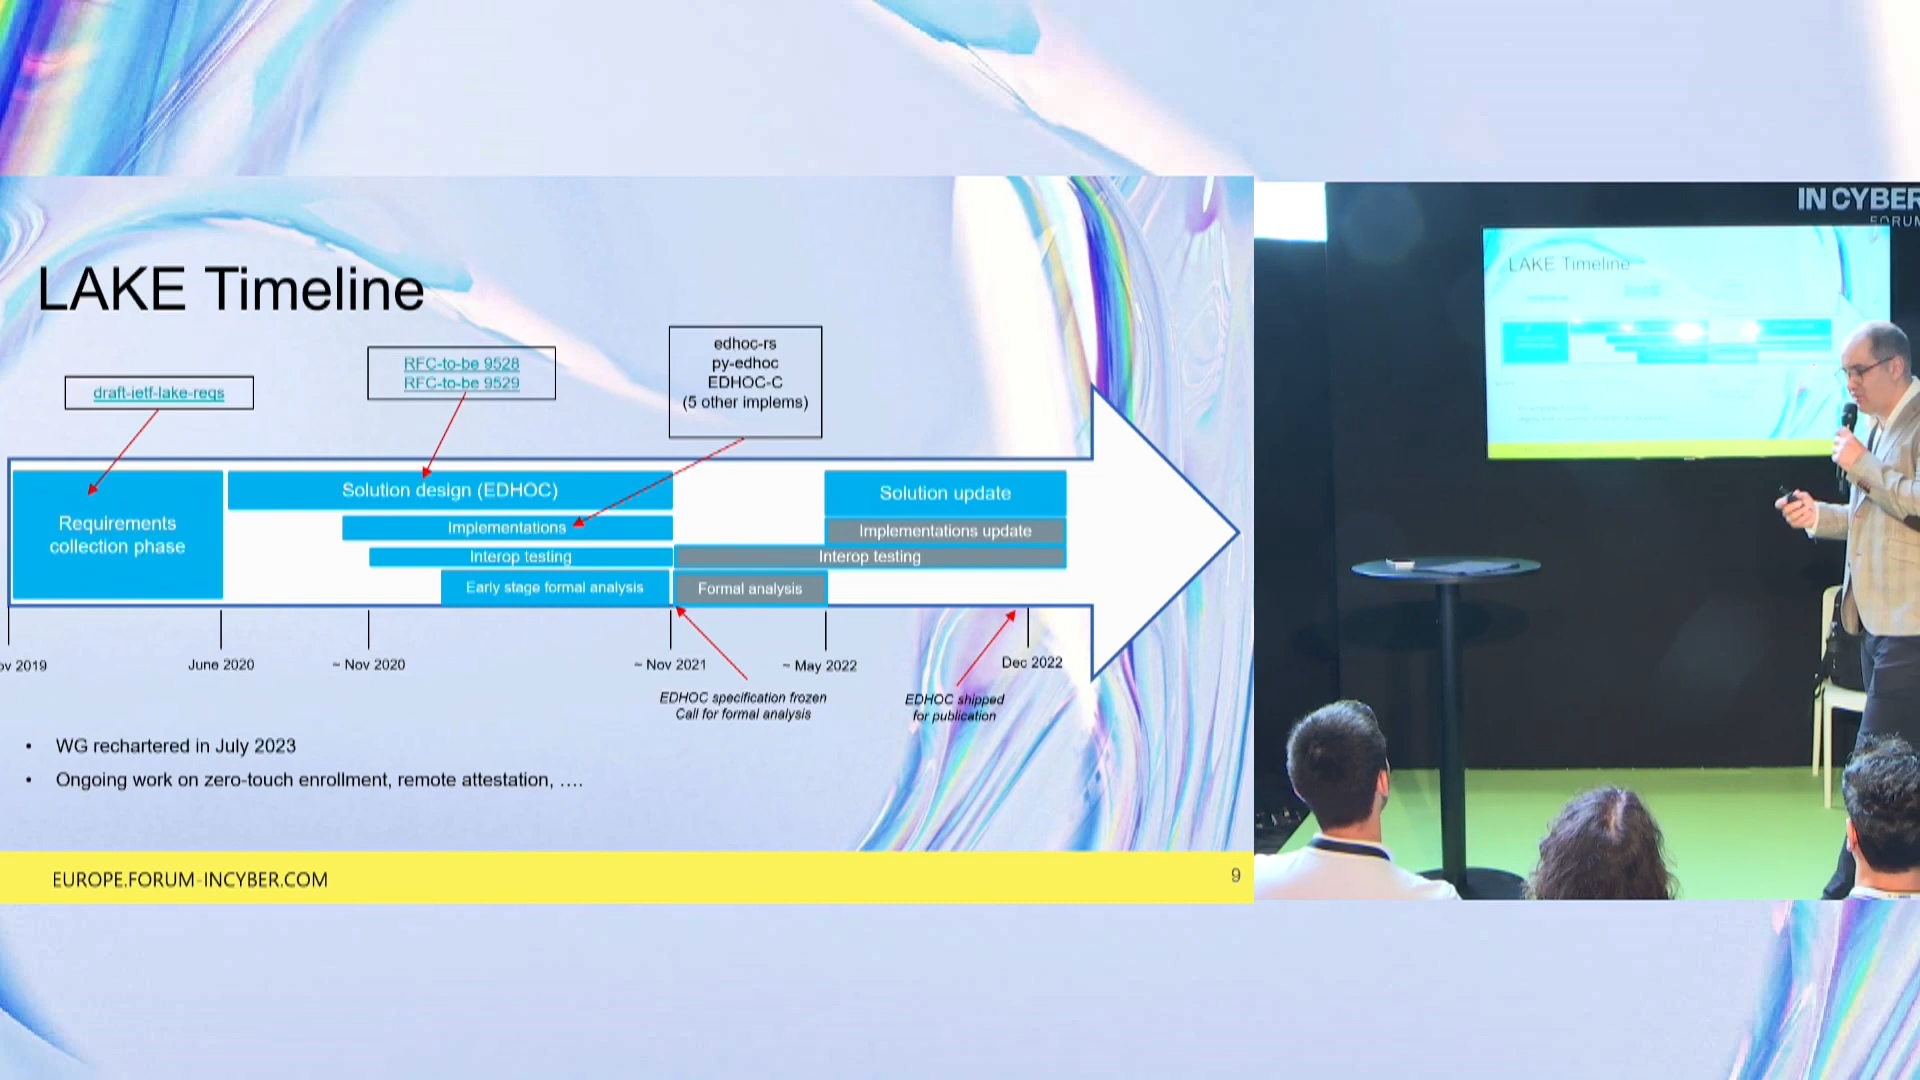 LAKE Timeline
draft-ietf-lake-reqs
RFC-to-be 9528
RFC-to-be 9529
edhoc-rs
py-edhoc
EDHOC-C
(5 other implems)
Requirements
collection phase
Solution design (EDHOC)
Implementations
Interop testing
Early stage formal analysis
Solution update
Implementations update
Interop testing
Formal analysis
ov 2019
June 2020
~ Nov 2020
~ Nov 2021
~ May 2022
Dec 2022
EDHOC specification frozen
Call for formal analysis
EDHOC shipped
for publication
• WG rechartered in July 2023
• Ongoing work on zero-touch enrollment, remote attestation, ….
EUROPE.FORUM-INCYBER.COM
9
IN CYBER
FORUM
LAKE Timeline